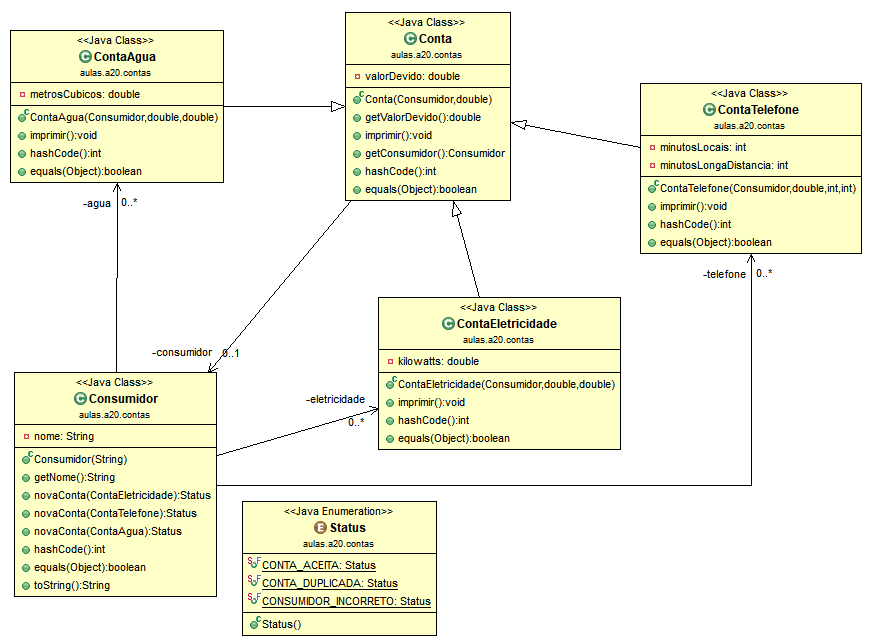 <<Java Class>>
ContaAgua
aulas.a20.contas
metrosCubicos: double
ContaAgua(Consumidor,double,double)
imprimir():void
hashCode():int
equals(Object):boolean
<<Java Class>>
Conta
aulas.a20.contas
valorDevido: double
Conta(Consumidor,double)
getValorDevido():double
imprimir():void
getConsumidor():Consumidor
hashCode():int
equals(Object):boolean
<<Java Class>>
ContaTelefone
aulas.a20.contas
minutosLocais: int
minutosLongaDistancia: int
ContaTelefone(Consumidor,double,int,int)
imprimir():void
hashCode():int
equals(Object):boolean
-agua 0..*
-telefone 0..*
<<Java Class>>
ContaEletricidade
aulas.a20.contas
kilowatts: double
ContaEletricidade(Consumidor,double,double)
imprimir():void
hashCode():int
equals(Object):boolean
-consumidor 0..1
-eletricidade
0..*
<<Java Class>>
Consumidor
aulas.a20.contas
nome: String
Consumidor(String)
getNome():String
novaConta(ContaEletricidade):Status
novaConta(ContaTelefone):Status
novaConta(ContaAgua):Status
hashCode():int
equals(Object):boolean
toString():String
<<Java Enumeration>>
Status
aulas.a20.contas
CONTA_ACEITA: Status
CONTA_DUPLICADA: Status
CONSUMIDOR_INCORRETO: Status
Status()